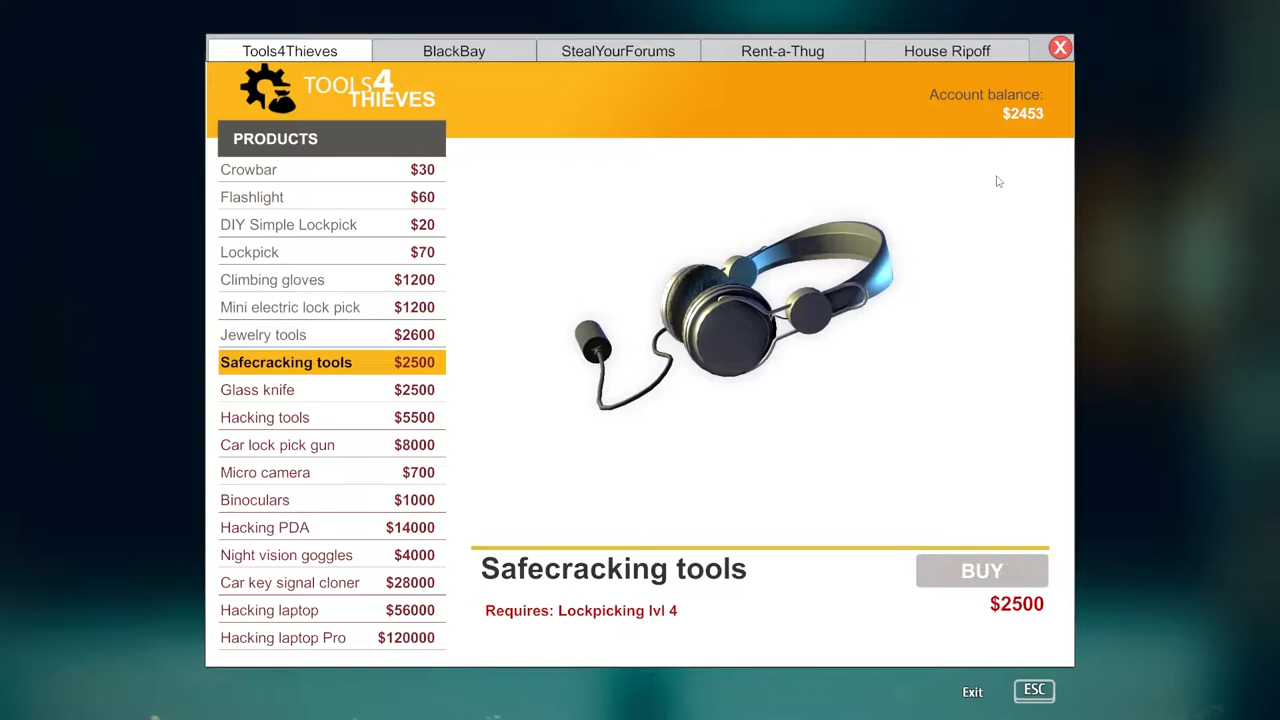 Tools4Thieves BlackBay StealYourForums Rent-a-Thug House Ripoff X
TOOLS4
THIEVES
Account balance:
$2453
PRODUCTS
Crowbar $30
Flashlight $60
DIY Simple Lockpick $20
Lockpick $70
Climbing gloves $1200
Mini electric lock pick $1200
Jewelry tools $2600
Safecracking tools $2500
Glass knife $2500
Hacking tools $5500
Car lock pick gun $8000
Micro camera $700
Binoculars $1000
Hacking PDA $14000
Night vision goggles $4000
Car key signal cloner $28000
Hacking laptop $56000
Hacking laptop Pro $120000
Safecracking tools BUY
Requires: Lockpicking lvl 4 $2500
Exit ESC